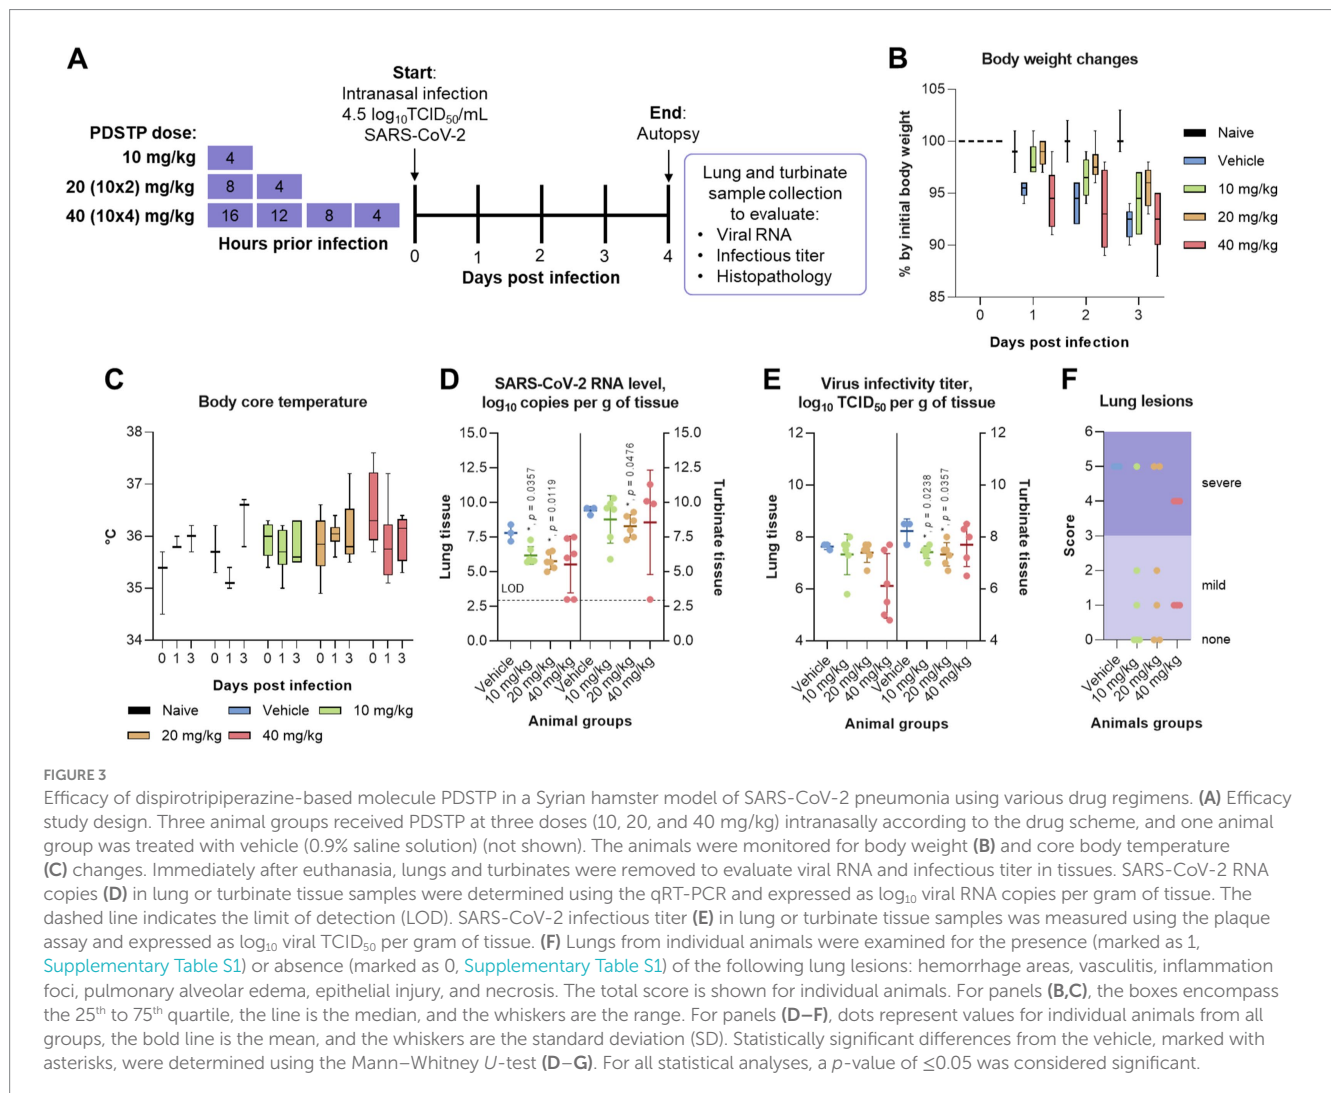 A
Start:
Intranasal infection
4.5 log10TCID50/mL
SARS-CoV-2
End:
Autopsy
PDSTP dose:
10 mg/kg
4
20 (10x2) mg/kg
8 4
40 (10x4) mg/kg
16 12 8 4
Hours prior infection
0 1 2 3 4
Days post infection
Lung and turbinate
sample collection
to evaluate:
• Viral RNA
• Infectious titer
• Histopathology
B
Body weight changes
% by initial body weight
105
100
95
90
85
0 1 2 3
Days post infection
Naive
Vehicle
10 mg/kg
20 mg/kg
40 mg/kg
C
Body core temperature
°C
38
37
36
35
34
0 1 3 0 1 3 0 1 3 0 1 3 0 1 3
Days post infection
Naive Vehicle 10 mg/kg
20 mg/kg 40 mg/kg
D
SARS-CoV-2 RNA level,
log10 copies per g of tissue
Lung tissue
15.0 15.0
12.5 12.5
10.0 10.0
7.5 7.5
5.0 5.0
2.5 2.5
0.0 0.0
Turbinate tissue
LOD
* p = 0.0357
* p = 0.0119
* p = 0.0476
Vehicle 10 mg/kg 20 mg/kg 40 mg/kg Vehicle 10 mg/kg 20 mg/kg 40 mg/kg
Animal groups
E
Virus infectivity titer,
log10 TCID50 per g of tissue
Lung tissue
12 12
10 10
8 8
6 6
4 4
Turbinate tissue
* p = 0.0238
* p = 0.0357
Vehicle 10 mg/kg 20 mg/kg 40 mg/kg Vehicle 10 mg/kg 20 mg/kg 40 mg/kg
Animal groups
F
Lung lesions
Score
6
5
4
3
2
1
0
severe
mild
none
Vehicle 10 mg/kg 20 mg/kg 40 mg/kg
Animals groups
FIGURE 3
Efficacy of dispirotripiperazine-based molecule PDSTP in a Syrian hamster model of SARS-CoV-2 pneumonia using various drug regimens. (A) Efficacy
study design. Three animal groups received PDSTP at three doses (10, 20, and 40 mg/kg) intranasally according to the drug scheme, and one animal
group was treated with vehicle (0.9% saline solution) (not shown). The animals were monitored for body weight (B) and core body temperature
(C) changes. Immediately after euthanasia, lungs and turbinates were removed to evaluate viral RNA and infectious titer in tissues. SARS-CoV-2 RNA
copies (D) in lung or turbinate tissue samples were determined using the qRT-PCR and expressed as log10 viral RNA copies per gram of tissue. The
dashed line indicates the limit of detection (LOD). SARS-CoV-2 infectious titer (E) in lung or turbinate tissue samples was measured using the plaque
assay and expressed as log10 viral TCID50 per gram of tissue. (F) Lungs from individual animals were examined for the presence (marked as 1,
Supplementary Table S1) or absence (marked as 0, Supplementary Table S1) of the following lung lesions: hemorrhage areas, vasculitis, inflammation
foci, pulmonary alveolar edema, epithelial injury, and necrosis. The total score is shown for individual animals. For panels (B,C), the boxes encompass
the 25th to 75th quartile, the line is the median, and the whiskers are the range. For panels (D–F), dots represent values for individual animals from all
groups, the bold line is the mean, and the whiskers are the standard deviation (SD). Statistically significant differences from the vehicle, marked with
asterisks, were determined using the Mann–Whitney U-test (D–G). For all statistical analyses, a p-value of ≤0.05 was considered significant.